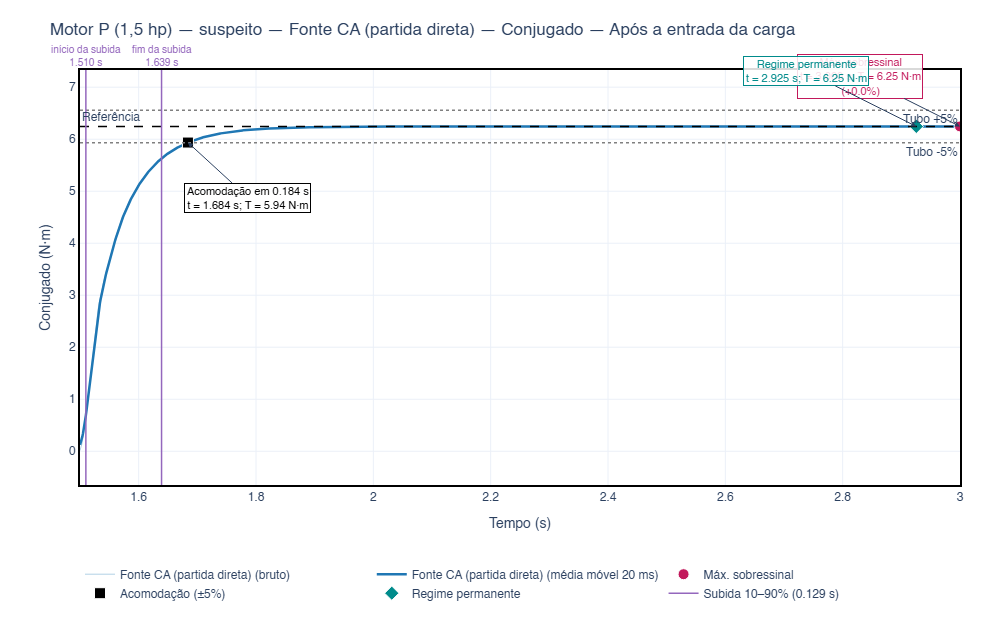 Motor P (1,5 hp) — suspeito — Fonte CA (partida direta) — Conjugado — Após a entrada da carga
início da subida
1.510 s
fim da subida
1.639 s
Regime permanente
t = 2.925 s; T = 6.25 N·m
= 6.25 N·m
(+0.0%)
Referência
Tubo +5%
Tubo -5%
Acomodação em 0.184 s
t = 1.684 s; T = 5.94 N·m
Conjugado (N·m)
7
6
5
4
3
2
1
0
1.6
1.8
2
2.2
2.4
2.6
2.8
3
Tempo (s)
Fonte CA (partida direta) (bruto)
Fonte CA (partida direta) (média móvel 20 ms)
Máx. sobressinal
Acomodação (±5%)
Regime permanente
Subida 10–90% (0.129 s)